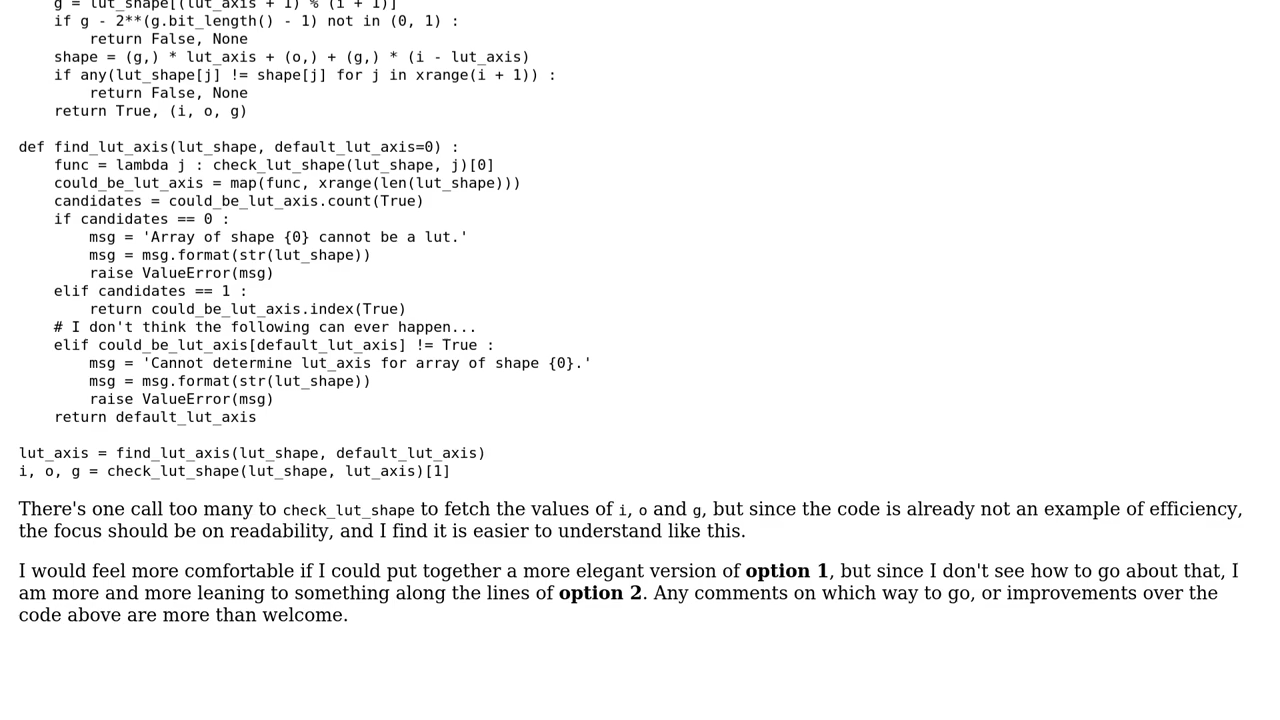 g = lut_shape[(lut_axis + 1) % (i + 1)]
if g - 2**(g.bit_length() - 1) not in (0, 1) :
return False, None
shape = (g,) * lut_axis + (o,) + (g,) * (i - lut_axis)
if any(lut_shape[j] != shape[j] for j in xrange(i + 1)) :
return False, None
return True, (i, o, g)
def find_lut_axis(lut_shape, default_lut_axis=0) :
func = lambda j : check_lut_shape(lut_shape, j)[0]
could_be_lut_axis = map(func, xrange(len(lut_shape)))
candidates = could_be_lut_axis.count(True)
if candidates == 0 :
msg = 'Array of shape {0} cannot be a lut.'
msg = msg.format(str(lut_shape))
raise ValueError(msg)
elif candidates == 1 :
return could_be_lut_axis.index(True)
# I don't think the following can ever happen...
elif could_be_lut_axis[default_lut_axis] != True :
msg = 'Cannot determine lut_axis for array of shape {0}.'
msg = msg.format(str(lut_shape))
raise ValueError(msg)
return default_lut_axis
lut_axis = find_lut_axis(lut_shape, default_lut_axis)
i, o, g = check_lut_shape(lut_shape, lut_axis)[1]
There's one call too many to check_lut_shape to fetch the values of i, o and g, but since the code is already not an example of efficiency,
the focus should be on readability, and I find it is easier to understand like this.
I would feel more comfortable if I could put together a more elegant version of option 1, but since I don't see how to go about that, I
am more and more leaning to something along the lines of option 2. Any comments on which way to go, or improvements over the
code above are more than welcome.